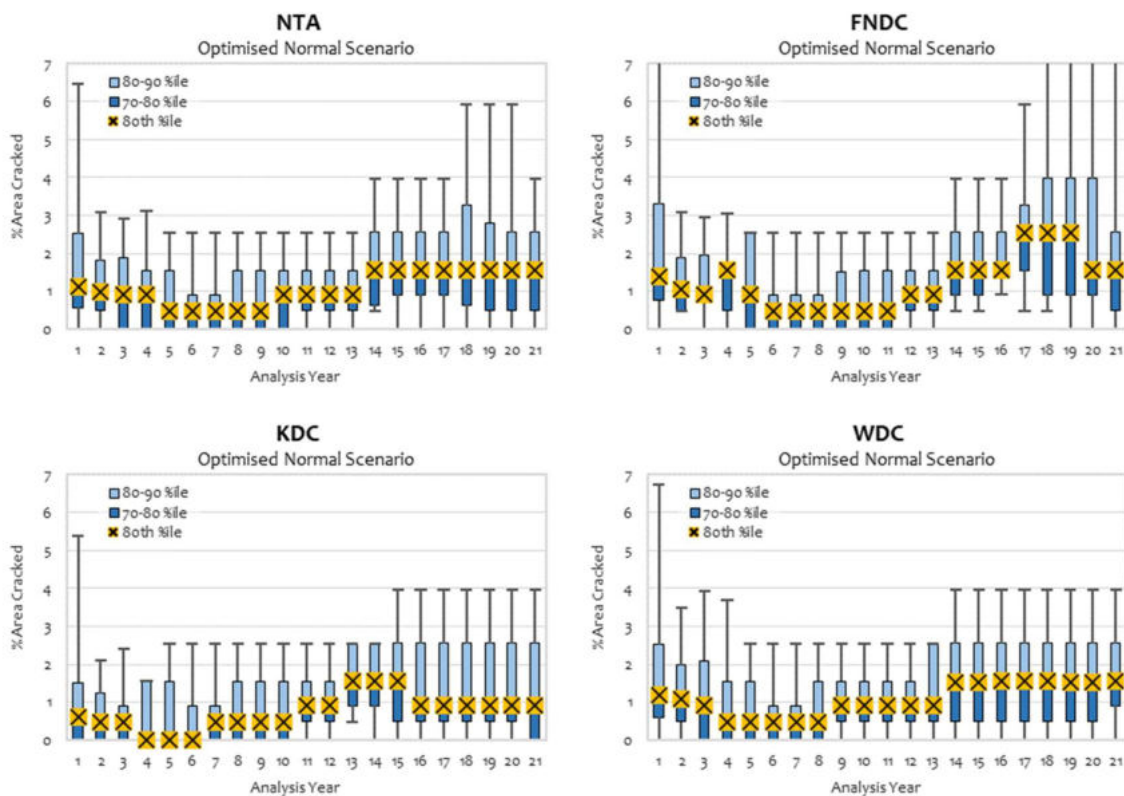 NTA
Optimised Normal Scenario
7
80-90 %ile
6
70-80 %ile
80th %ile
5
4
3
2
1
0
% Area Cracked
1 2 3 4 5 6 7 8 9 10 11 12 13 14 15 16 17 18 19 20 21
Analysis Year
FNDC
Optimised Normal Scenario
7
80-90 %ile
6
70-80 %ile
80th %ile
5
4
3
2
1
0
% Area Cracked
1 2 3 4 5 6 7 8 9 10 11 12 13 14 15 16 17 18 19 20 21
Analysis Year
KDC
Optimised Normal Scenario
7
80-90 %ile
6
70-80 %ile
80th %ile
5
4
3
2
1
0
% Area Cracked
1 2 3 4 5 6 7 8 9 10 11 12 13 14 15 16 17 18 19 20 21
Analysis Year
WDC
Optimised Normal Scenario
7
80-90 %ile
6
70-80 %ile
80th %ile
5
4
3
2
1
0
% Area Cracked
1 2 3 4 5 6 7 8 9 10 11 12 13 14 15 16 17 18 19 20 21
Analysis Year